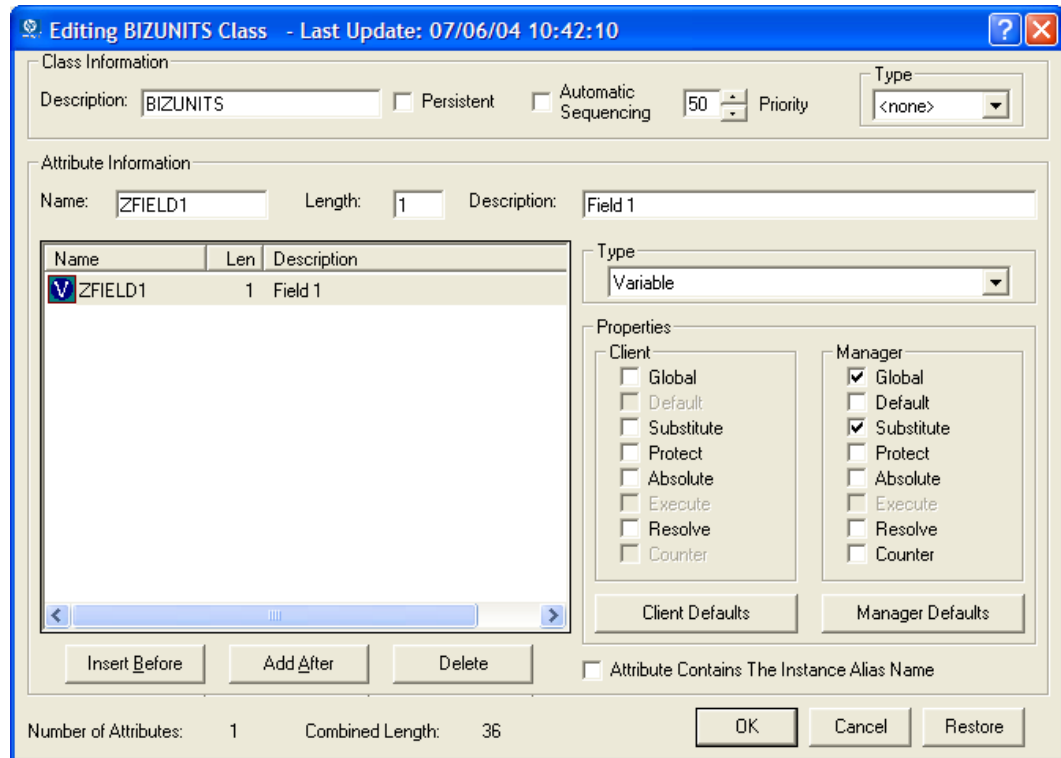 Editing BIZUNITS Class - Last Update: 07/06/04 10:42:10
Class Information
Description: BIZUNITS
Persistent
Automatic
Sequencing
50 Priority
Type
<none>
Attribute Information
Name: ZFIELD1 Length: 1 Description: Field 1
Name Len Description
V ZFIELD1 1 Field 1
Type
Variable
Properties
Client
Global
Default
Substitute
Protect
Absolute
Execute
Resolve
Counter
Client Defaults
Manager
Global
Default
Substitute
Protect
Absolute
Execute
Resolve
Counter
Manager Defaults
Insert Before Add After Delete
Attribute Contains The Instance Alias Name
Number of Attributes: 1 Combined Length: 36
OK Cancel Restore